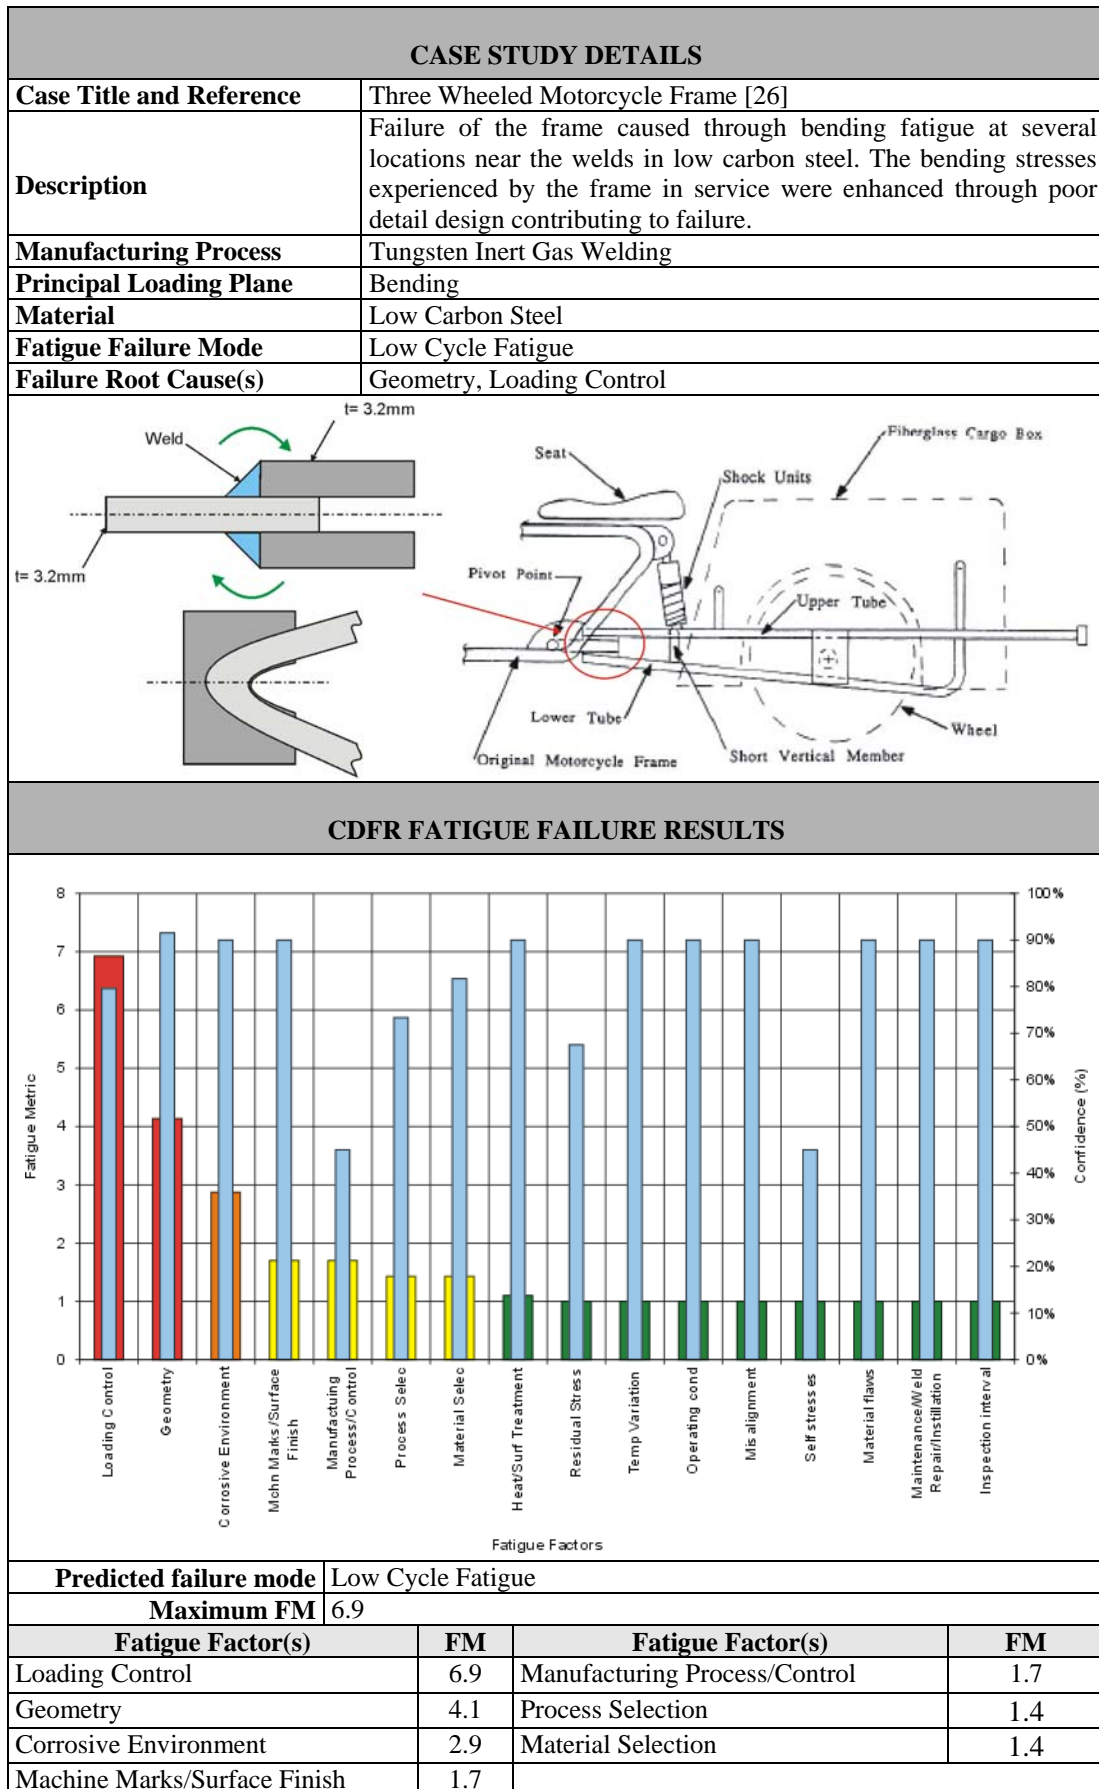 CASE STUDY DETAILS
Case Title and Reference
Three Wheeled Motorcycle Frame [26]
Description
Failure of the frame caused through bending fatigue at several
locations near the welds in low carbon steel. The bending stresses
experienced by the frame in service were enhanced through poor
detail design contributing to failure.
Manufacturing Process
Tungsten Inert Gas Welding
Principal Loading Plane
Bending
Material
Low Carbon Steel
Fatigue Failure Mode
Low Cycle Fatigue
Failure Root Cause(s)
Geometry, Loading Control
t= 3.2mm
Weld
t= 3.2mm
Seat
Shock Units
Fiberglass Cargo Box
Pivot Point
Upper Tube
Lower Tube
Wheel
Original Motorcycle Frame
Short Vertical Member
CDFR FATIGUE FAILURE RESULTS
8
7
6
5
4
3
2
1
0
Fatigue Metric
100%
90%
80%
70%
60%
50%
40%
30%
20%
10%
0%
Confidence (%)
Loading Control
Geometry
Corrosive Environment
Mchn Marks/Surface
Finish
Manufactuing
Process/Control
Process Selec
Material Selec
Heat/Surf Treatment
Residual Stress
Temp Variation
Operating cond
Misalignment
Self stresses
Material flaws
Maintenance/Weld
Repair/Instillation
Inspection interval
Fatigue Factors
Predicted failure mode
Low Cycle Fatigue
Maximum FM
6.9
Fatigue Factor(s)
FM
Fatigue Factor(s)
FM
Loading Control
6.9
Manufacturing Process/Control
1.7
Geometry
4.1
Process Selection
1.4
Corrosive Environment
2.9
Material Selection
1.4
Machine Marks/Surface Finish
1.7